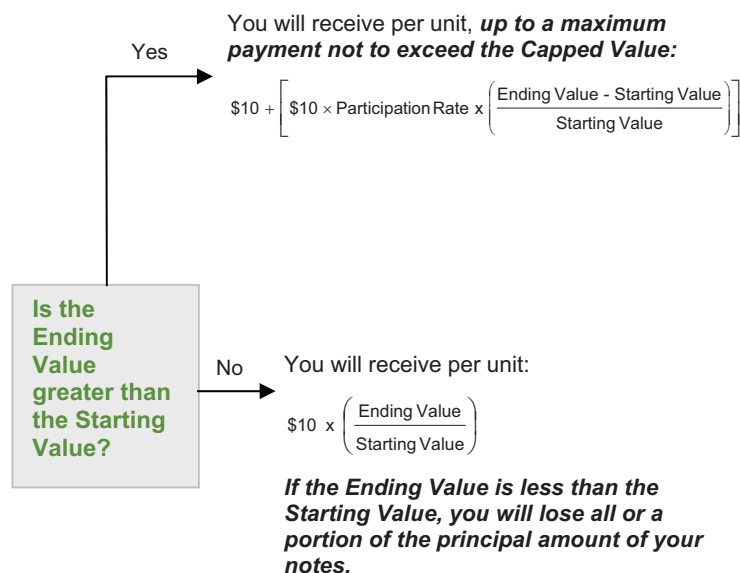 You will receive per unit, up to a maximum
payment not to exceed the Capped Value:
Yes
$10 + [ $10 × Participation Rate x ( Ending Value - Starting Value / Starting Value ) ]
Is the
Ending
Value
greater than
the Starting
Value?
No
You will receive per unit:
$10 x ( Ending Value / Starting Value )
If the Ending Value is less than the
Starting Value, you will lose all or a
portion of the principal amount of your
notes.